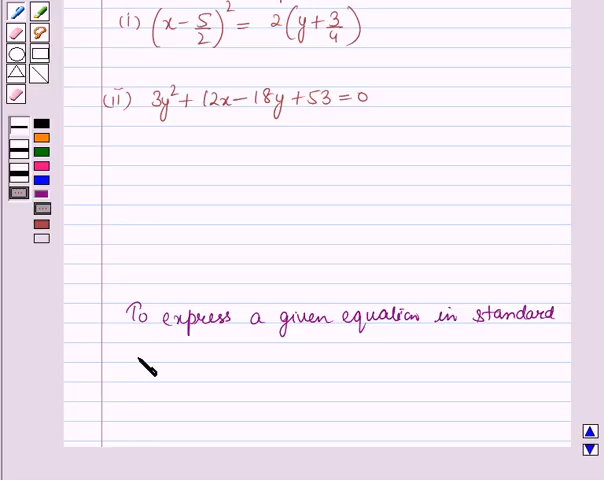 (i) (x - 5/2)² = 2(y + 3/4)
(ii) 3y² + 12x - 18y + 53 = 0
To express a given equation in standard